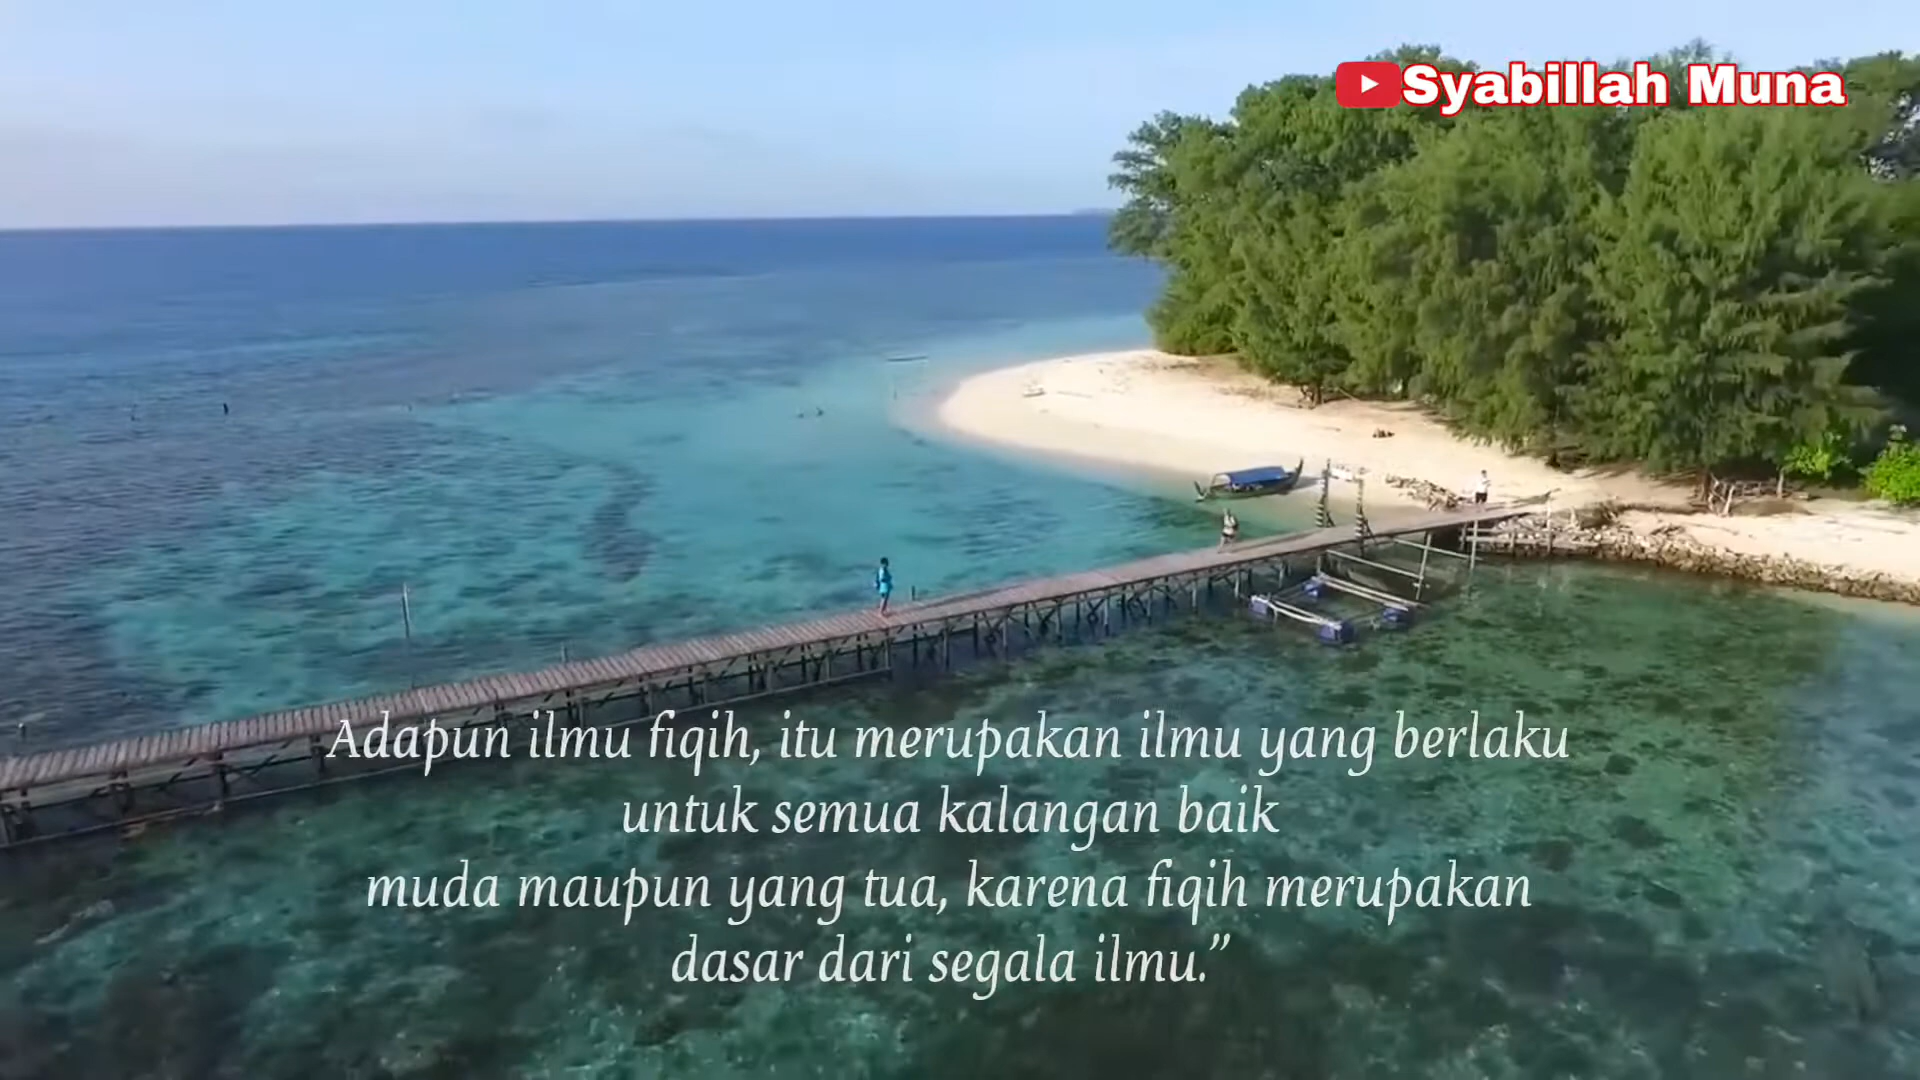 Syabillah Muna
Adapun ilmu fiqih, itu merupakan ilmu yang berlaku
untuk semua kalangan baik
muda maupun yang tua, karena fiqih merupakan
dasar dari segala ilmu.”